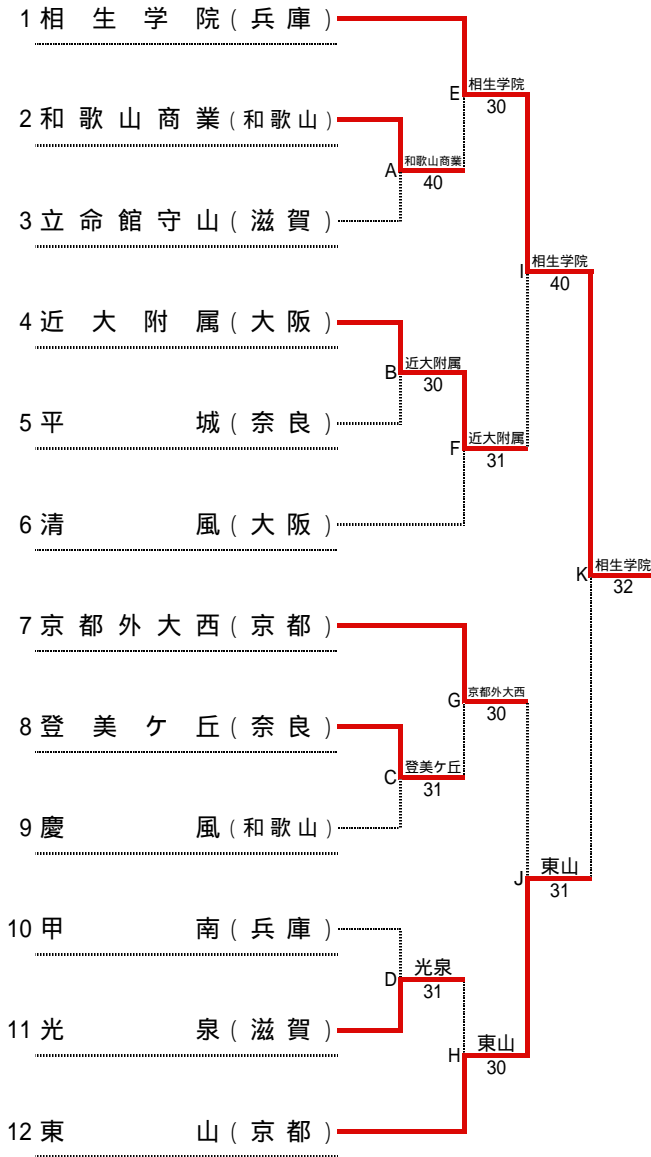 1 相生学院(兵庫)
相生学院
E
30
2 和歌山商業(和歌山)
和歌山商業
A
40
3 立命館守山(滋賀)
相生学院
I
40
4 近大附属(大阪)
近大附属
B
30
5 平城(奈良)
近大附属
F
31
6 清風(大阪)
相生学院
K
32
7 京都外大西(京都)
京都外大西
G
30
8 登美ケ丘(奈良)
登美ケ丘
C
31
9 慶風(和歌山)
東山
J
31
10 甲南(兵庫)
光泉
D
31
11 光泉(滋賀)
東山
H
30
12 東山(京都)